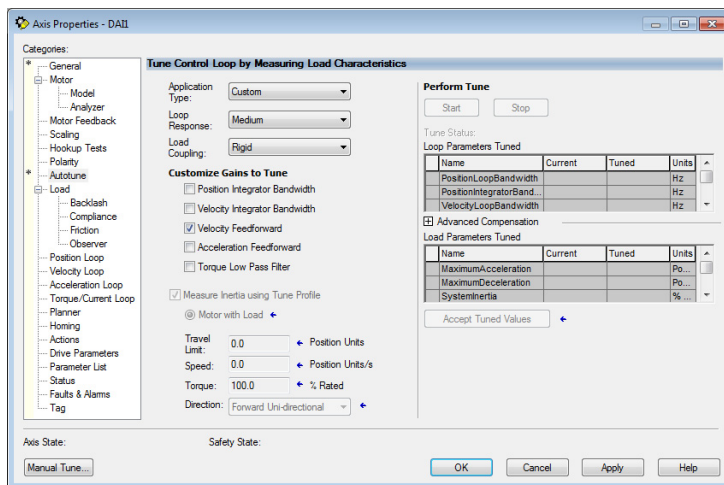 Axis Properties - DAI1
Categories:
* General
Motor
Model
Analyzer
Motor Feedback
Scaling
Hookup Tests
Polarity
* Autotune
Load
Backlash
Compliance
Friction
Observer
Position Loop
Velocity Loop
Acceleration Loop
Torque/Current Loop
Planner
Homing
Actions
Drive Parameters
Parameter List
Status
Faults & Alarms
Tag
Tune Control Loop by Measuring Load Characteristics
Application Type: Custom
Loop Response: Medium
Load Coupling: Rigid
Customize Gains to Tune
Position Integrator Bandwidth
Velocity Integrator Bandwidth
Velocity Feedforward
Acceleration Feedforward
Torque Low Pass Filter
Measure Inertia using Tune Profile
Motor with Load
Travel Limit: 0.0 Position Units
Speed: 0.0 Position Units/s
Torque: 100.0 % Rated
Direction: Forward Uni-directional
Perform Tune
Start Stop
Tune Status:
Loop Parameters Tuned
Name Current Tuned Units
PositionLoopBandwidth Hz
PositionIntegratorBand... Hz
VelocityLoopBandwidth Hz
Advanced Compensation
Load Parameters Tuned
Name Current Tuned Units
MaximumAcceleration Po...
MaximumDeceleration Po...
SystemInertia % ...
Accept Tuned Values
Axis State: Safety State:
Manual Tune... OK Cancel Apply Help